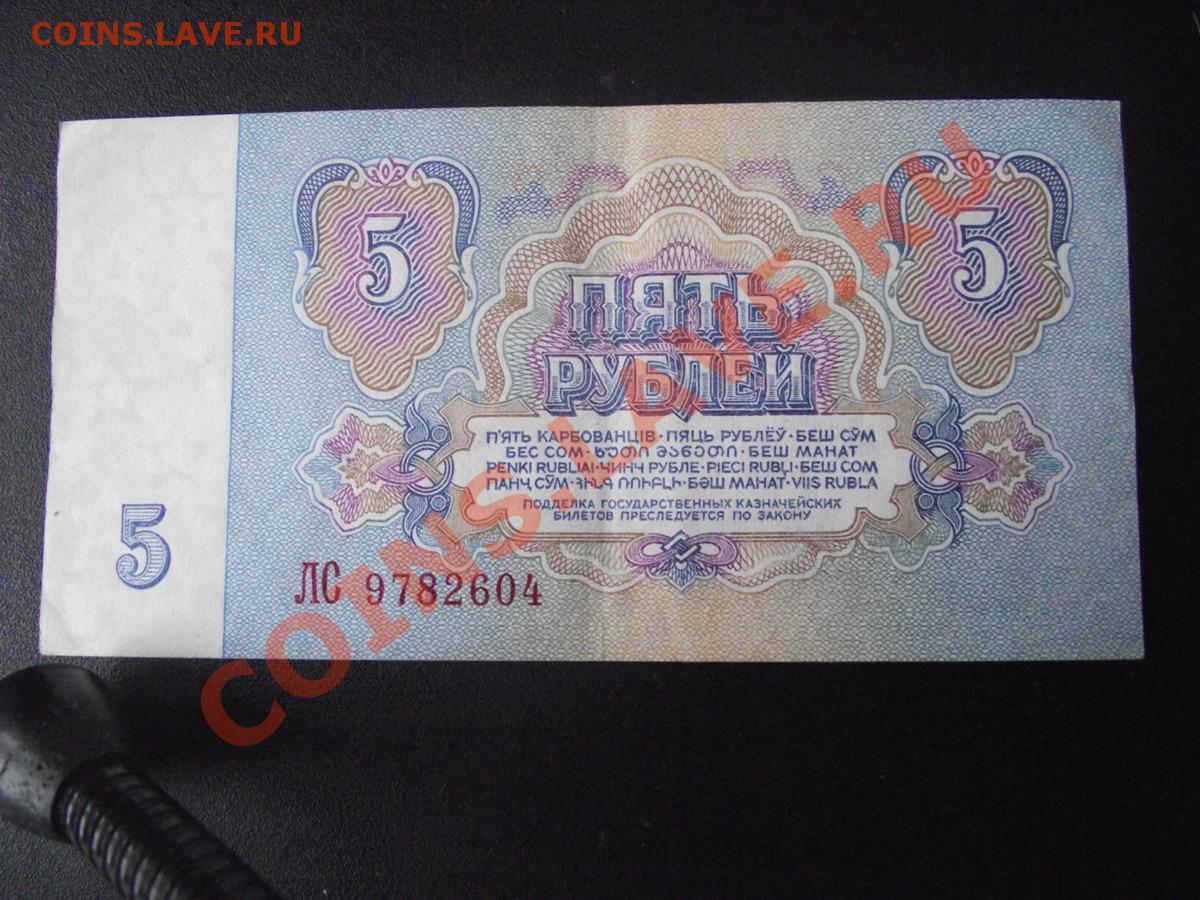 COINS.LAVE.RU
5
5
ПЯТЬ
РУБЛЕЙ
П'ЯТЬ КАРБОВАНЦІВ · ПЯЦЬ РУБЛЁЎ · БЕШ СЎМ
БЕС СОМ · ხუთი მანეთი · БЕШ МАНАТ
PENKI RUBLIAI · ЧИНЧ РУБЛЕ · PIECI RUBĻI · БЕШ СОМ
ПАНҶ СЎМ · ՀԻՆԳ ՌՈՒԲԼԻ · БӘШ МАНАТ · VIIS RUBLA
ПОДДЕЛКА ГОСУДАРСТВЕННЫХ КАЗНАЧЕЙСКИХ
БИЛЕТОВ ПРЕСЛЕДУЕТСЯ ПО ЗАКОНУ
5
ЛС 9782604
COINS.LAVE.RU